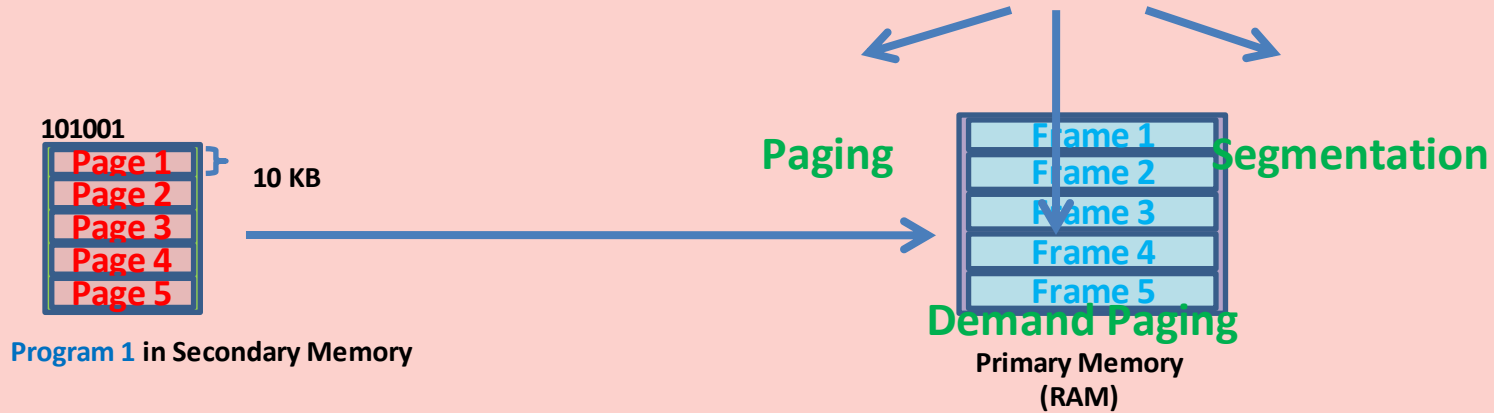 101001
Page 1
Page 2
Page 3
Page 4
Page 5
10 KB
Program 1 in Secondary Memory
Paging
Frame 1
Frame 2
Frame 3
Frame 4
Frame 5
Segmentation
Demand Paging
Primary Memory
(RAM)